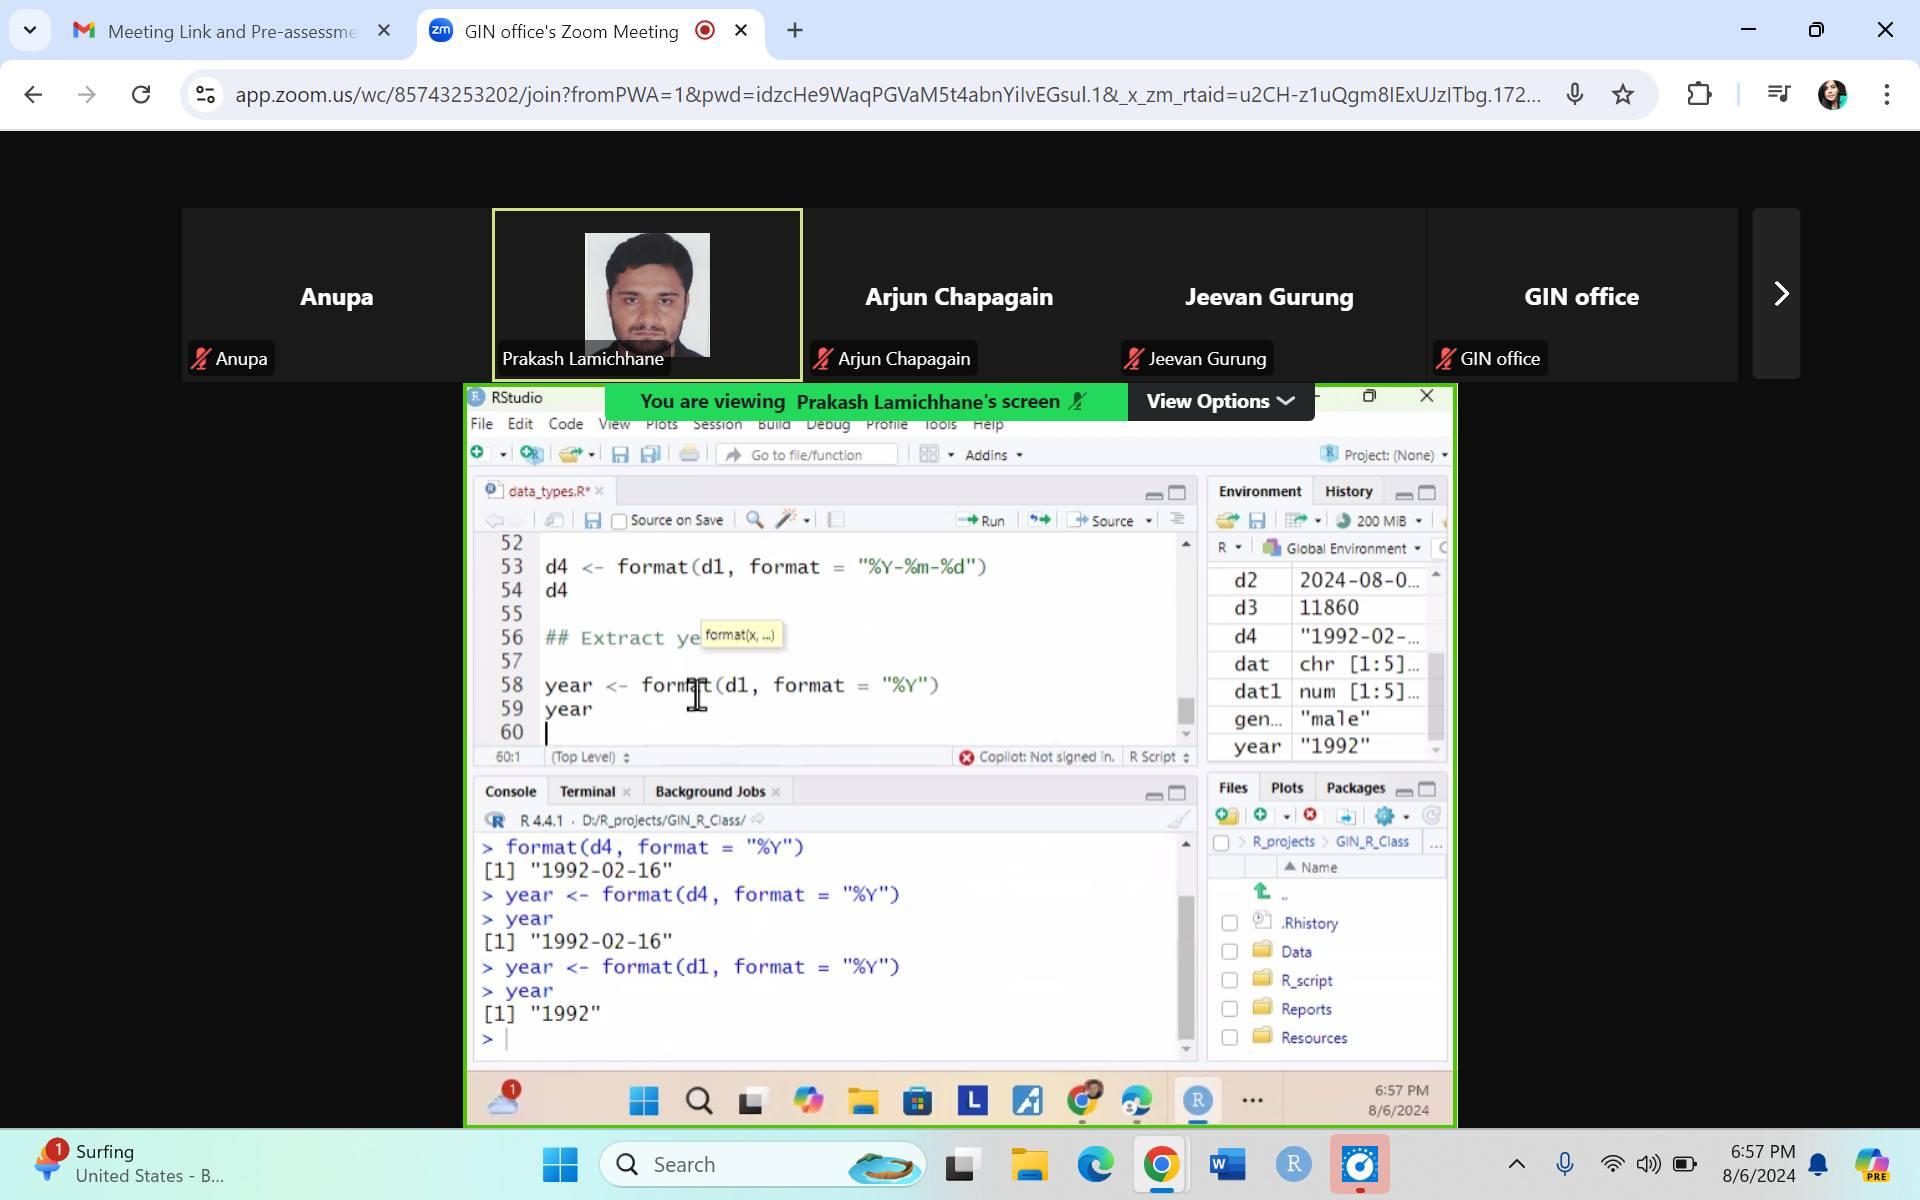 Meeting Link and Pre-assessme
zm GIN office's Zoom Meeting
app.zoom.us/wc/85743253202/join?fromPWA=1&pwd=idzcHe9WaqPGVaM5t4abnYiIvEGsul.1&_x_zm_rtaid=u2CH-z1uQgm8IExUJzITbg.172...
Anupa
Arjun Chapagain
Jeevan Gurung
GIN office
Anupa
Prakash Lamichhane
Arjun Chapagain
Jeevan Gurung
GIN office
R RStudio
You are viewing Prakash Lamichhane's screen
View Options
File Edit Code View Plots Session Build Debug Profile Tools Help
Go to file/function
Addins
Project: (None)
data_types.R*
Source on Save
Run
Source
52
53 d4 <- format(d1, format = "%Y-%m-%d")
54 d4
55
56 ## Extract ye
format(x, ...)
57
58 year <- format(d1, format = "%Y")
59 year
60
60:1 (Top Level)
Copilot: Not signed in.
R Script
Environment History
200 MiB
R Global Environment
d2 2024-08-0...
d3 11860
d4 "1992-02-...
dat chr [1:5]...
dat1 num [1:5]...
gen... "male"
year "1992"
Console Terminal Background Jobs
R R 4.4.1 · D:/R_projects/GIN_R_Class/
> format(d4, format = "%Y")
[1] "1992-02-16"
> year <- format(d4, format = "%Y")
> year
[1] "1992-02-16"
> year <- format(d1, format = "%Y")
> year
[1] "1992"
>
Files Plots Packages
R_projects > GIN_R_Class ...
Name
..
.Rhistory
Data
R_script
Reports
Resources
1
L
R
6:57 PM
8/6/2024
1
Surfing
United States - B...
Search
W
R
6:57 PM
8/6/2024
PRE